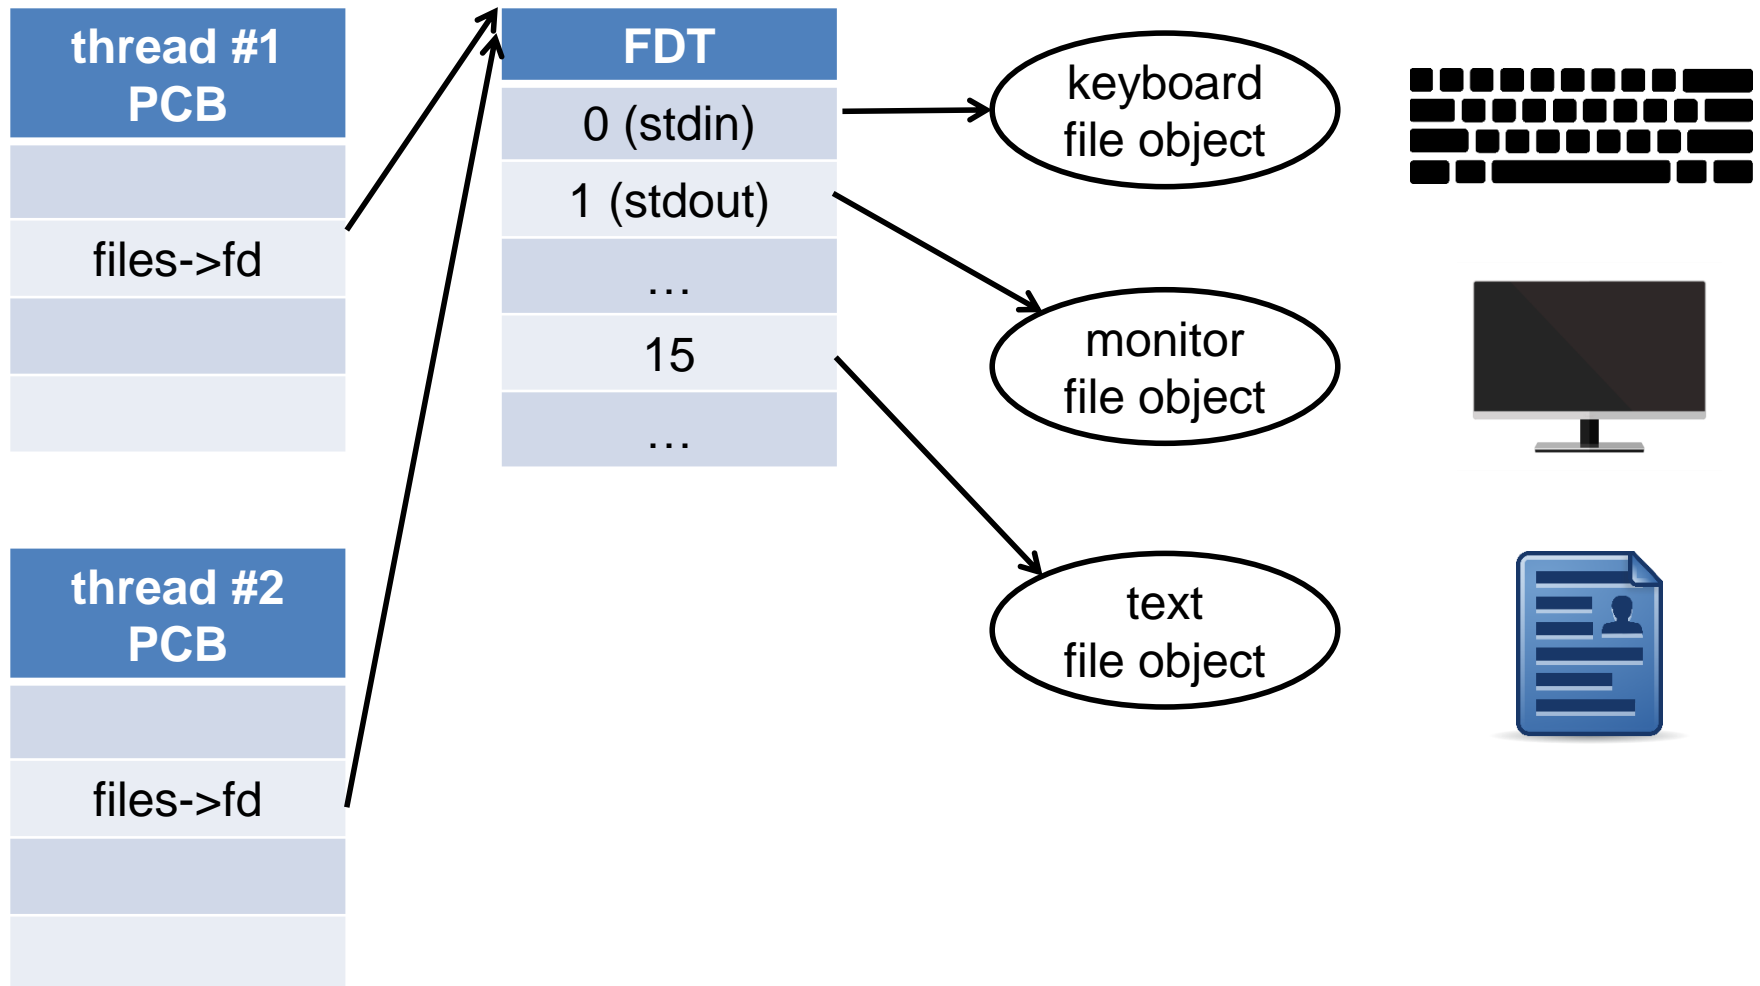 thread #1
PCB
files->fd
FDT
0 (stdin)
1 (stdout)
…
15
…
keyboard
file object
monitor
file object
text
file object
thread #2
PCB
files->fd